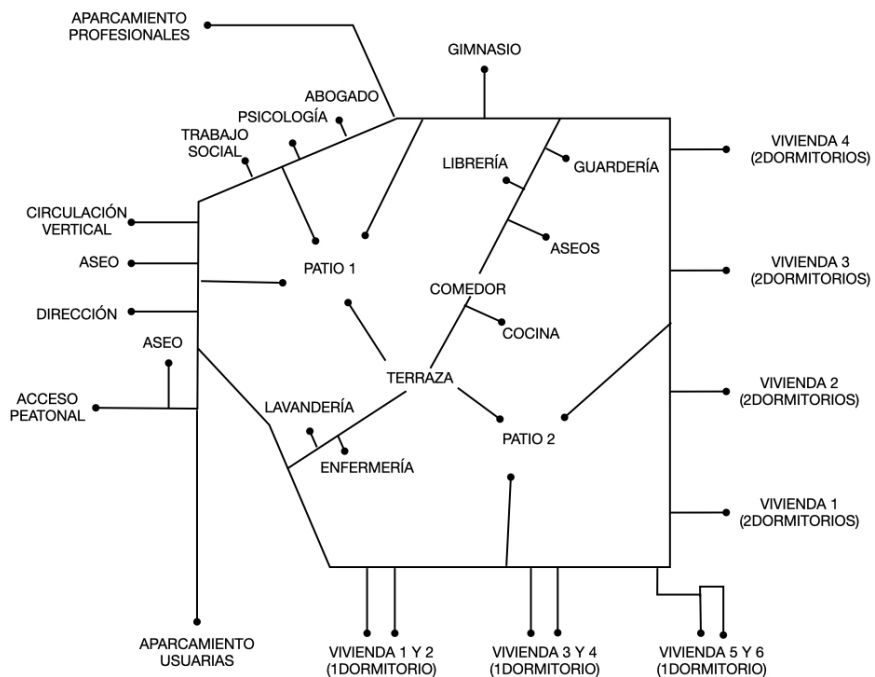 APARCAMIENTO
PROFESIONALES
GIMNASIO
ABOGADO
PSICOLOGÍA
TRABAJO
SOCIAL
LIBRERÍA
GUARDERÍA
VIVIENDA 4
(2DORMITORIOS)
CIRCULACIÓN
VERTICAL
ASEOS
ASEO
PATIO 1
VIVIENDA 3
(2DORMITORIOS)
COMEDOR
DIRECCIÓN
COCINA
ASEO
TERRAZA
VIVIENDA 2
(2DORMITORIOS)
ACCESO
PEATONAL
LAVANDERÍA
PATIO 2
ENFERMERÍA
VIVIENDA 1
(2DORMITORIOS)
APARCAMIENTO
USUARIAS
VIVIENDA 1 Y 2
(1DORMITORIO)
VIVIENDA 3 Y 4
(1DORMITORIO)
VIVIENDA 5 Y 6
(1DORMITORIO)